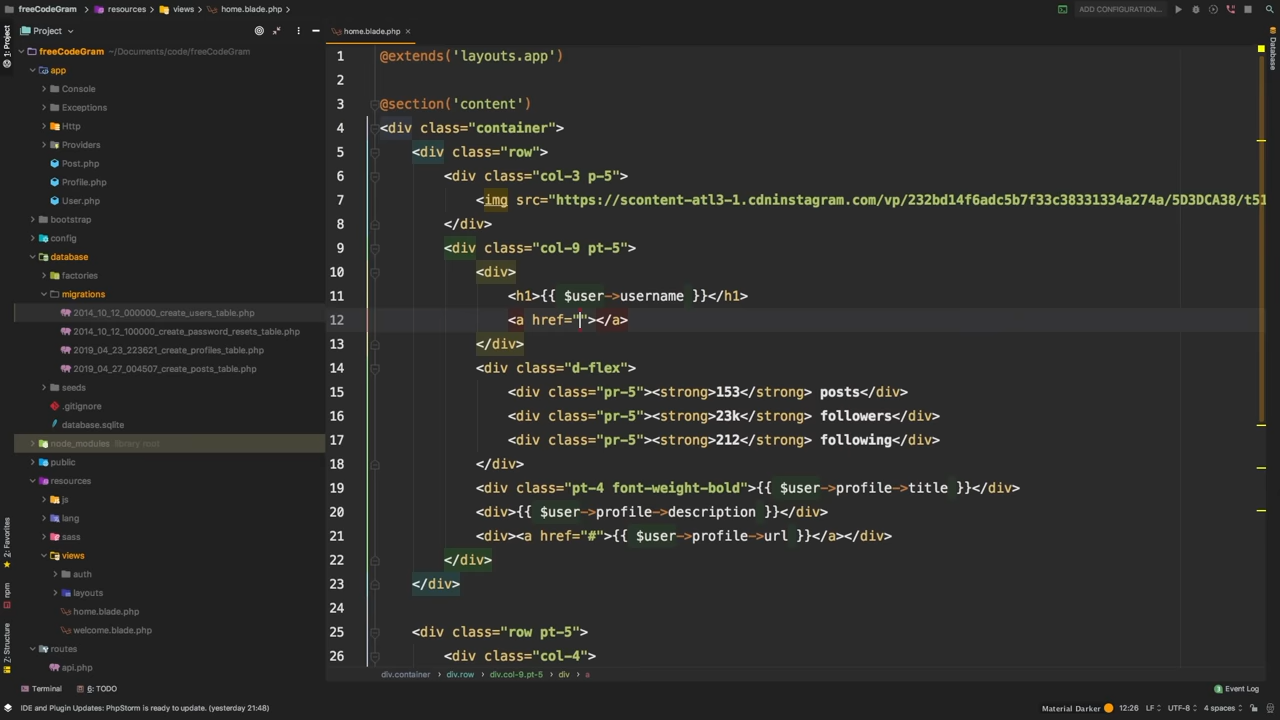 freeCodeGram resources views home.blade.php
ADD CONFIGURATION...
Project
home.blade.php
1: Project
freeCodeGram ~/Documents/code/freeCodeGram
app
Console
Exceptions
Http
Providers
Post.php
Profile.php
User.php
bootstrap
config
database
factories
migrations
2014_10_12_000000_create_users_table.php
2014_10_12_100000_create_password_resets_table.php
2019_04_23_223621_create_profiles_table.php
2019_04_27_004507_create_posts_table.php
seeds
.gitignore
database.sqlite
node_modules library root
public
resources
js
lang
sass
views
auth
layouts
home.blade.php
welcome.blade.php
routes
api.php
2: Favorites
npm
7: Structure
1 @extends('layouts.app')
2
3 @section('content')
4 <div class="container">
5 <div class="row">
6 <div class="col-3 p-5">
7 <img src="https://scontent-atl3-1.cdninstagram.com/vp/232bd14f6adc5b7f33c38331334a274a/5D3DCA38/t51
8 </div>
9 <div class="col-9 pt-5">
10 <div>
11 <h1>{{ $user->username }}</h1>
12 <a href=""></a>
13 </div>
14 <div class="d-flex">
15 <div class="pr-5"><strong>153</strong> posts</div>
16 <div class="pr-5"><strong>23k</strong> followers</div>
17 <div class="pr-5"><strong>212</strong> following</div>
18 </div>
19 <div class="pt-4 font-weight-bold">{{ $user->profile->title }}</div>
20 <div>{{ $user->profile->description }}</div>
21 <div><a href="#">{{ $user->profile->url }}</a></div>
22 </div>
23 </div>
24
25 <div class="row pt-5">
26 <div class="col-4">
Database
div.container div.row div.col-9.pt-5 div a
Terminal 6: TODO
Event Log
IDE and Plugin Updates: PhpStorm is ready to update. (yesterday 21:48)
Material Darker 12:26 LF UTF-8 4 spaces